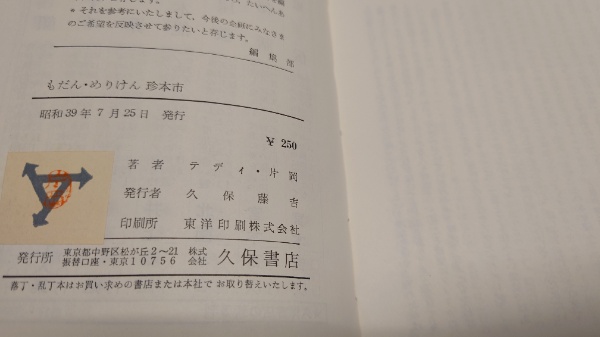 たいへんあ
* それを参考にいたしまして、今後の企画にみなさま
のご希望を反映させて参りたいと存じます。
編集部
もだん・めりけん 珍本市
昭和39年7月25日 発行
¥ 250
著者 テディ・片岡
発行者 久保藤吉
印刷所 東洋印刷株式会社
発行所 東京都中野区松が丘2〜21 株式
振替口座・東京10756 会社
久保書店
落丁・乱丁本はお買い求めの書店または本社でお取り替えいたします。